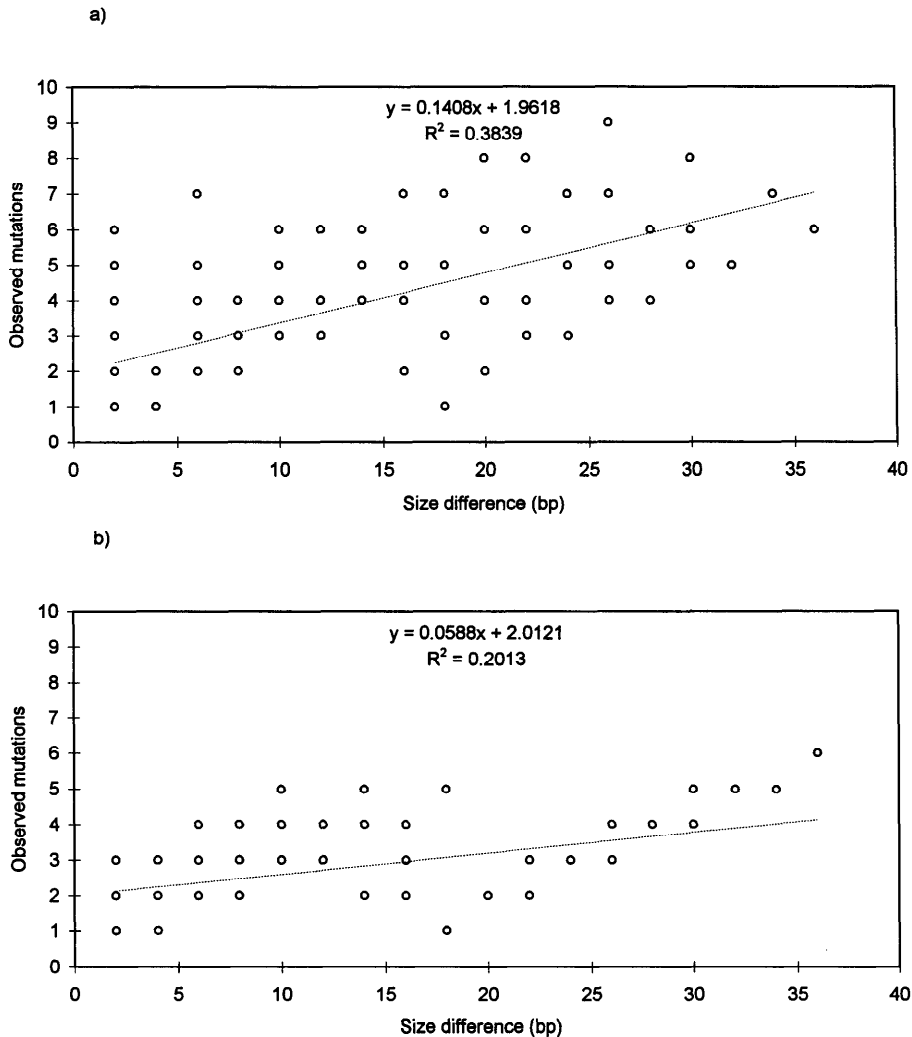 a)
10
9
8
7
6
5
4
3
2
1
0
Observed mutations
y = 0.1408x + 1.9618
R² = 0.3839
0 5 10 15 20 25 30 35 40
Size difference (bp)
b)
10
9
8
7
6
5
4
3
2
1
0
Observed mutations
y = 0.0588x + 2.0121
R² = 0.2013
0 5 10 15 20 25 30 35 40
Size difference (bp)